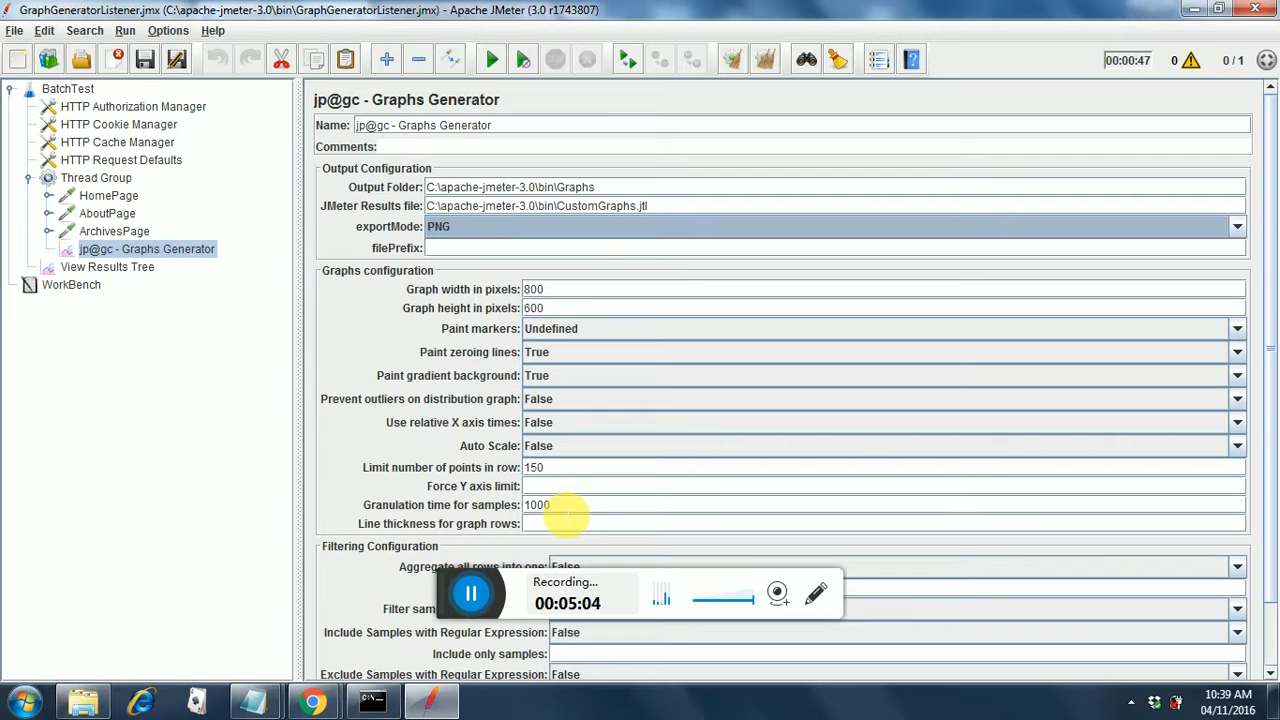 GraphGeneratorListener.jmx (C:\apache-jmeter-3.0\bin\GraphGeneratorListener.jmx) - Apache JMeter (3.0 r1743807)
File Edit Search Run Options Help
00:00:47 0 0 / 1
BatchTest
HTTP Authorization Manager
HTTP Cookie Manager
HTTP Cache Manager
HTTP Request Defaults
Thread Group
HomePage
AboutPage
ArchivesPage
jp@gc - Graphs Generator
View Results Tree
WorkBench
jp@gc - Graphs Generator
Name: jp@gc - Graphs Generator
Comments:
Output Configuration
Output Folder: C:\apache-jmeter-3.0\bin\Graphs
JMeter Results file: C:\apache-jmeter-3.0\bin\CustomGraphs.jtl
exportMode: PNG
filePrefix:
Graphs configuration
Graph width in pixels: 800
Graph height in pixels: 600
Paint markers: Undefined
Paint zeroing lines: True
Paint gradient background: True
Prevent outliers on distribution graph: False
Use relative X axis times: False
Auto Scale: False
Limit number of points in row: 150
Force Y axis limit:
Granulation time for samples: 1000
Line thickness for graph rows:
Filtering Configuration
Aggregate all rows into one: False
Filter sam
Include Samples with Regular Expression: False
Include only samples:
Exclude Samples with Regular Expression: False
Recording...
00:05:04
10:39 AM
04/11/2016